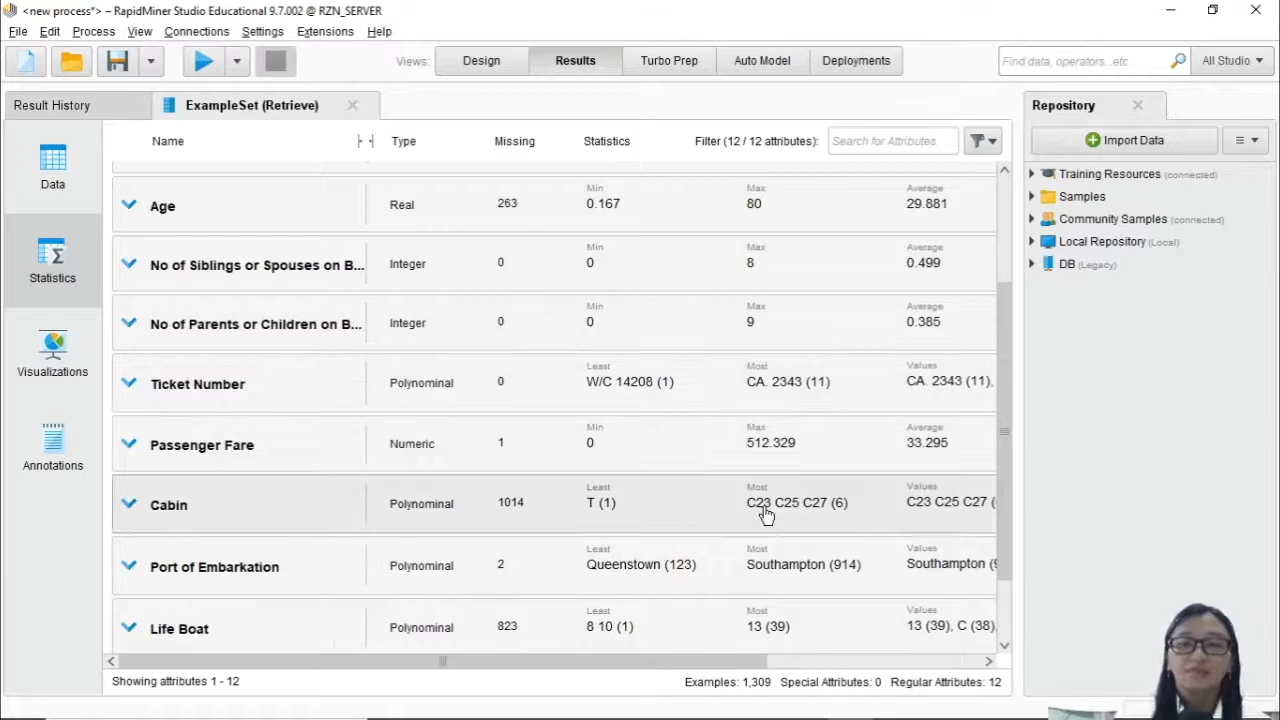 <new process*> – RapidMiner Studio Educational 9.7.002 @ RZN_SERVER
File Edit Process View Connections Settings Extensions Help
Views: Design Results Turbo Prep Auto Model Deployments Find data, operators...etc All Studio
Result History ExampleSet (Retrieve) Repository
Name Type Missing Statistics Filter (12 / 12 attributes): Search for Attributes Import Data
Data
Statistics
Visualizations
Annotations
Age Real 263 Min 0.167 Max 80 Average 29.881
No of Siblings or Spouses on B... Integer 0 Min 0 Max 8 Average 0.499
No of Parents or Children on B... Integer 0 Min 0 Max 9 Average 0.385
Ticket Number Polynominal 0 Least W/C 14208 (1) Most CA. 2343 (11) Values CA. 2343 (11),
Passenger Fare Numeric 1 Min 0 Max 512.329 Average 33.295
Cabin Polynominal 1014 Least T (1) Most C23 C25 C27 (6) Values C23 C25 C27 (
Port of Embarkation Polynominal 2 Least Queenstown (123) Most Southampton (914) Values Southampton (
Life Boat Polynominal 823 Least 8 10 (1) Most 13 (39) Values 13 (39), C (38),
Showing attributes 1 - 12 Examples: 1,309 Special Attributes: 0 Regular Attributes: 12
Training Resources (connected)
Samples
Community Samples (connected)
Local Repository (Local)
DB (Legacy)